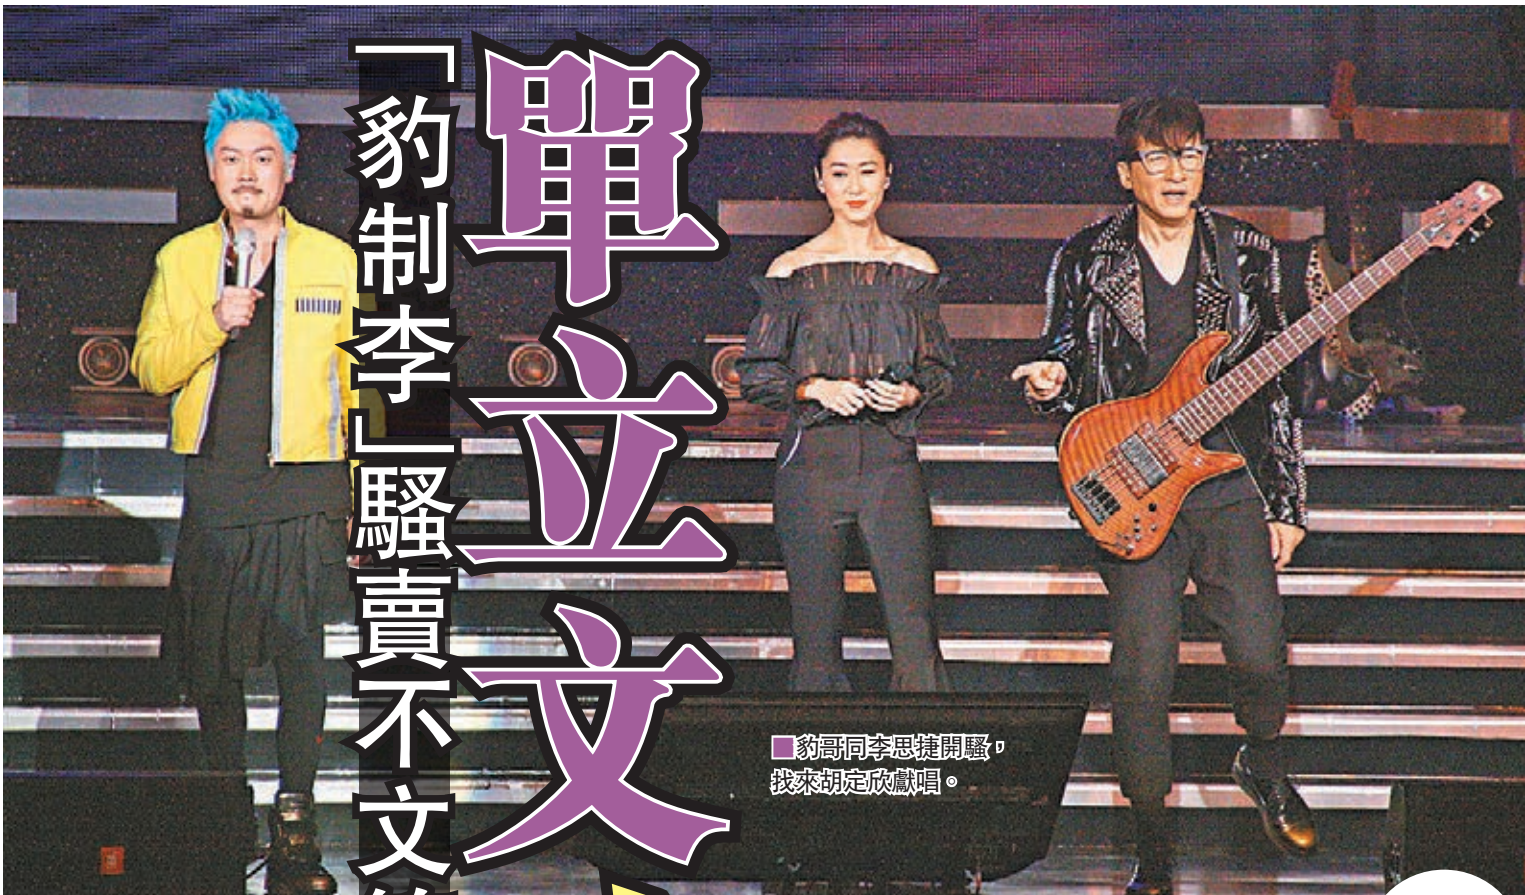 單立文
「豹制李」騷賣不文
■豹哥同李思捷開騷，
找來胡定欣獻唱。